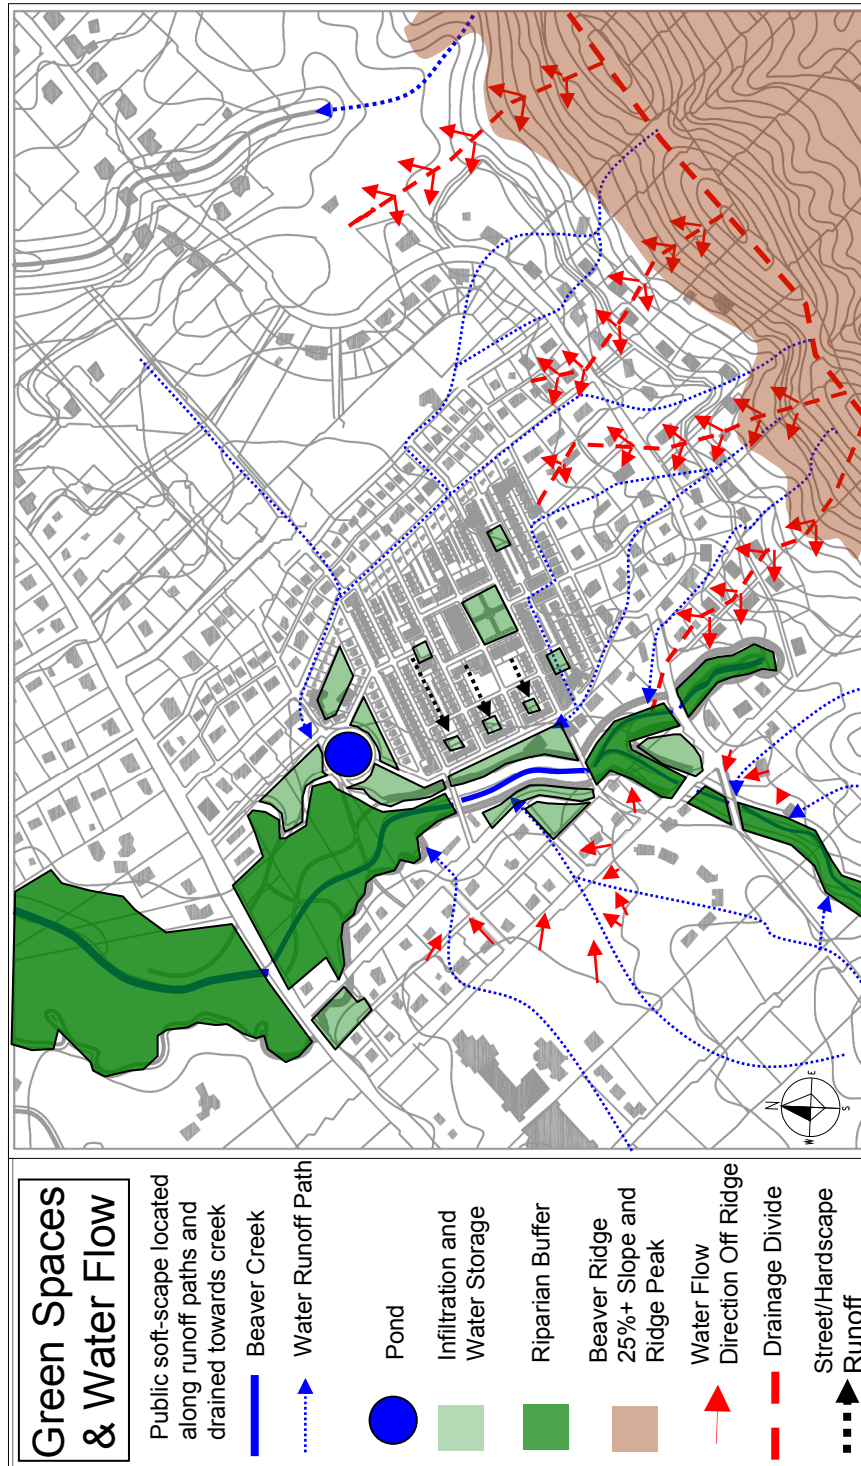 Green Spaces
& Water Flow
Public soft-scape located
along runoff paths and
drained towards creek
Beaver Creek
Water Runoff Path
Pond
Infiltration and
Water Storage
Riparian Buffer
Beaver Ridge
25%+ Slope and
Ridge Peak
Water Flow
Direction Off Ridge
Drainage Divide
Street/Hardscape
Runoff
N
W
E
S